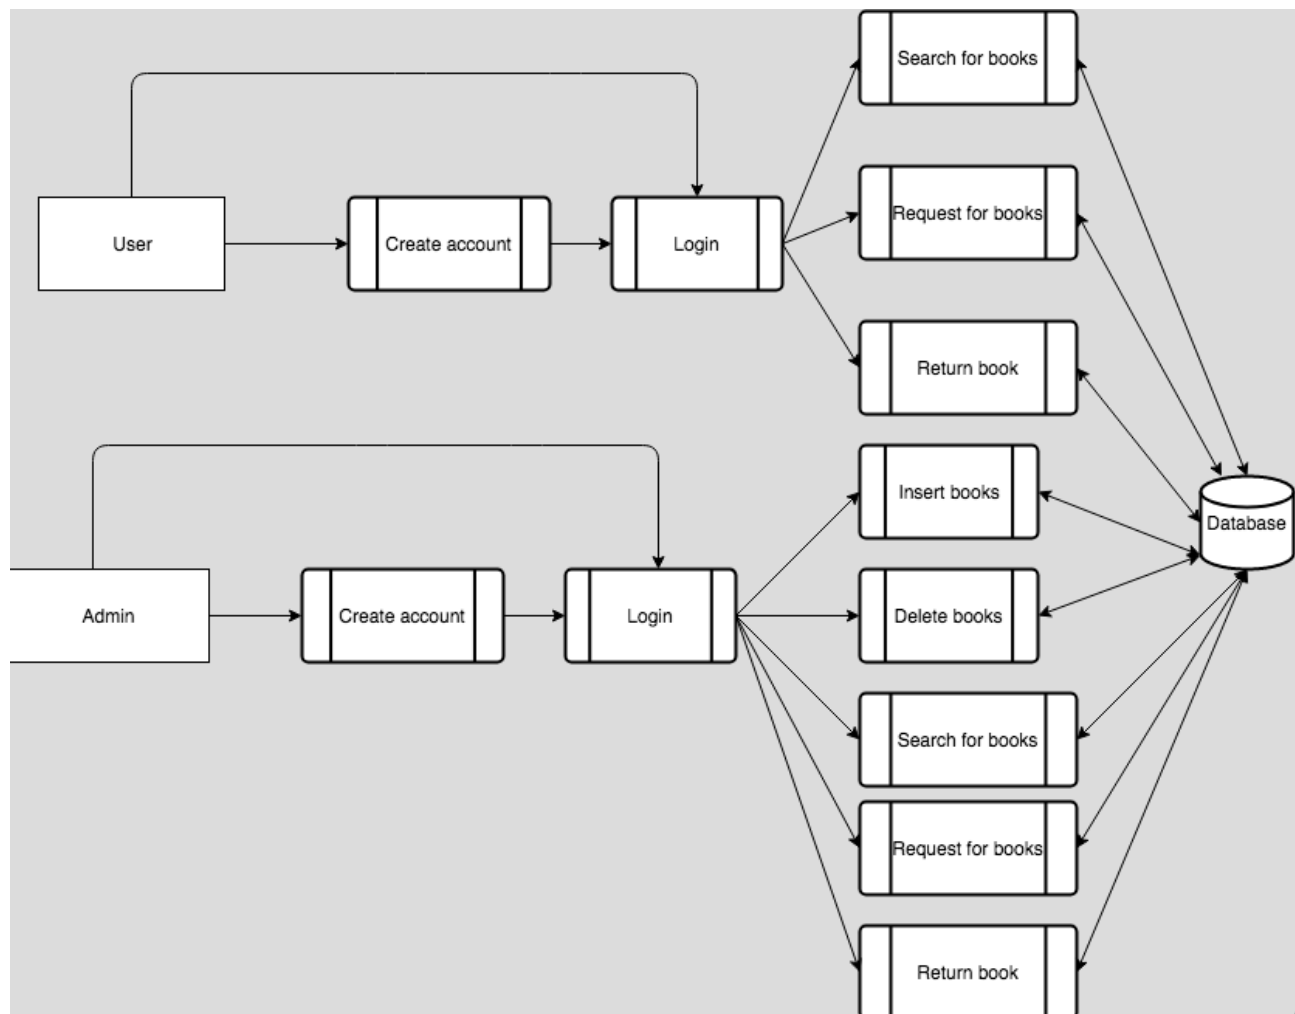 Search for books
Request for books
User
Create account
Login
Return book
Insert books
Database
Admin
Create account
Login
Delete books
Search for books
Request for books
Return book